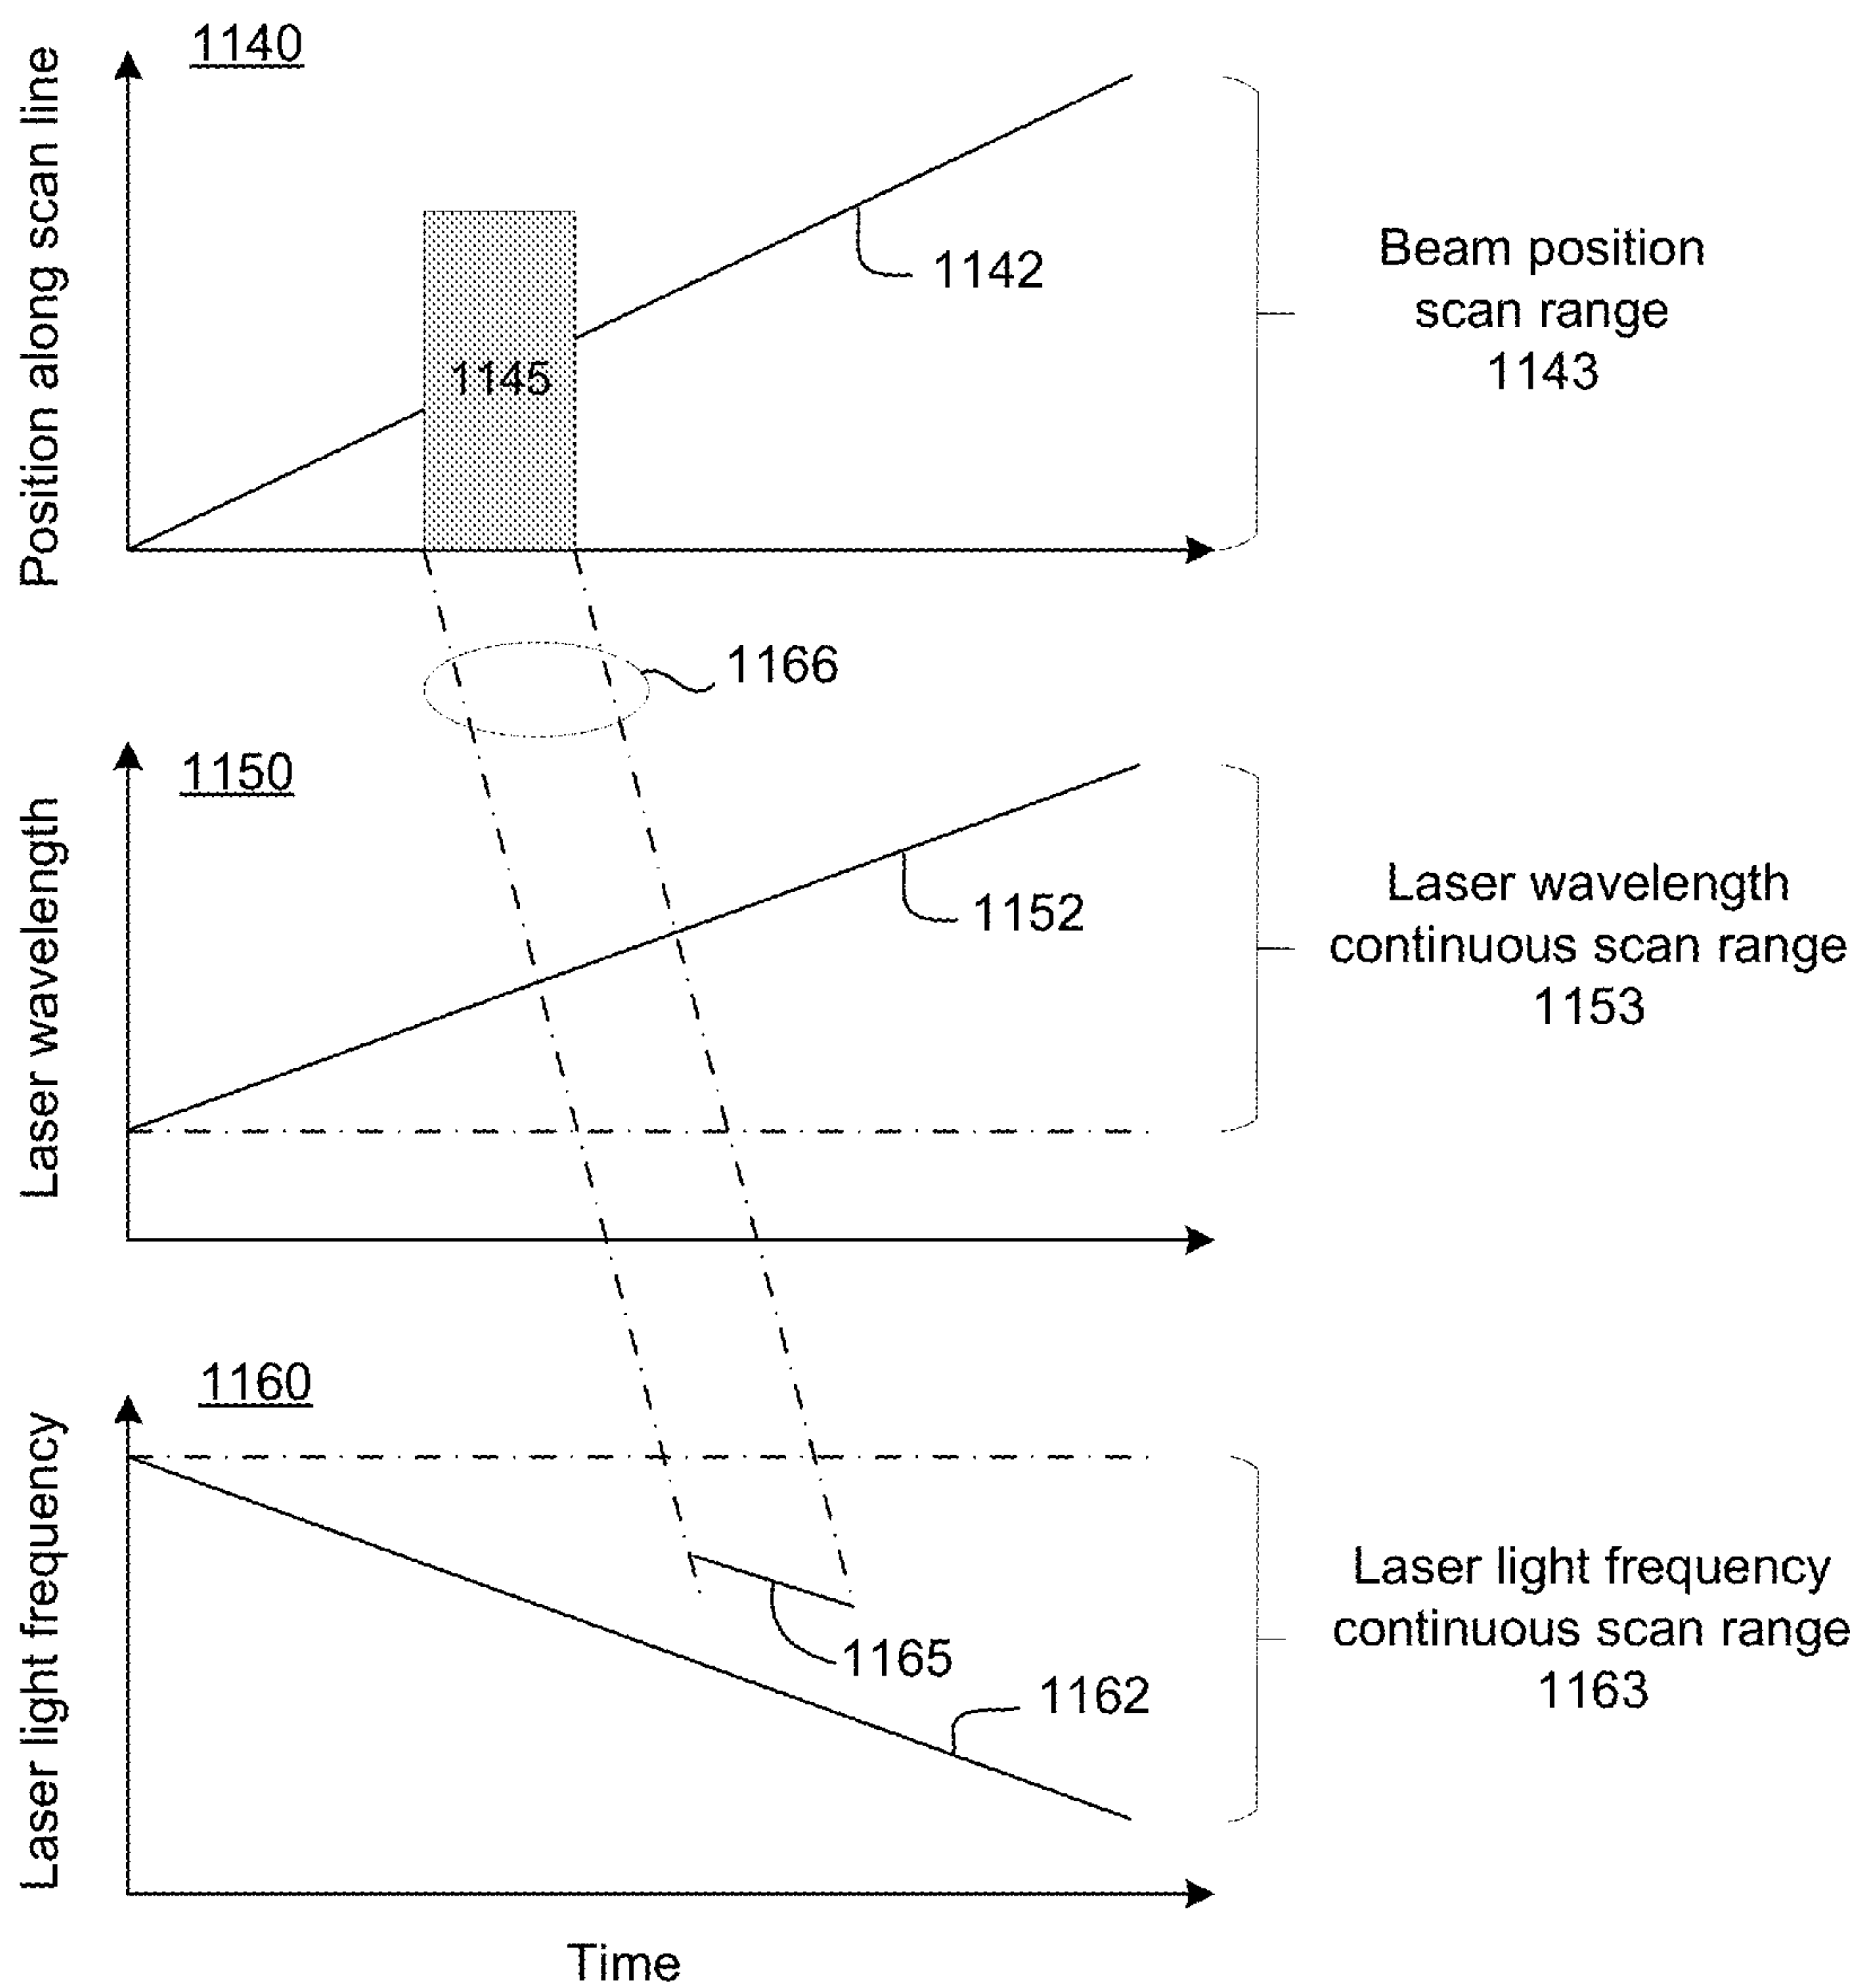 1140
Position along scan line
1142
1145
Beam position
scan range
1143
1166
1150
Laser wavelength
1152
Laser wavelength
continuous scan range
1153
1160
Laser light frequency
1165
1162
Laser light frequency
continuous scan range
1163
Time